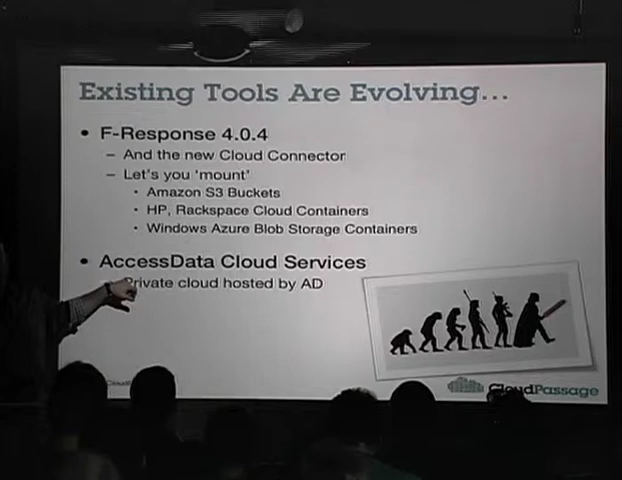 Existing Tools Are Evolving...
• F-Response 4.0.4
– And the new Cloud Connector
– Let's you 'mount'
• Amazon S3 Buckets
• HP, Rackspace Cloud Containers
• Windows Azure Blob Storage Containers
• AccessData Cloud Services
Private cloud hosted by AD
CloudPassage